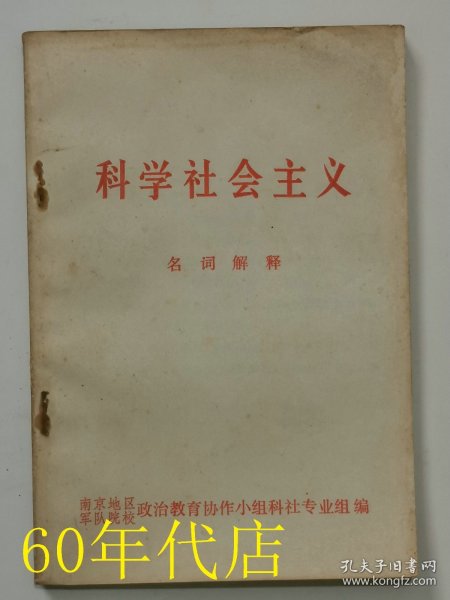 科学社会主义
名词解释
南京地区
军队院校
政治教育协作小组科社专业组编
60年代店
孔夫子旧书网
www.kongfz.com